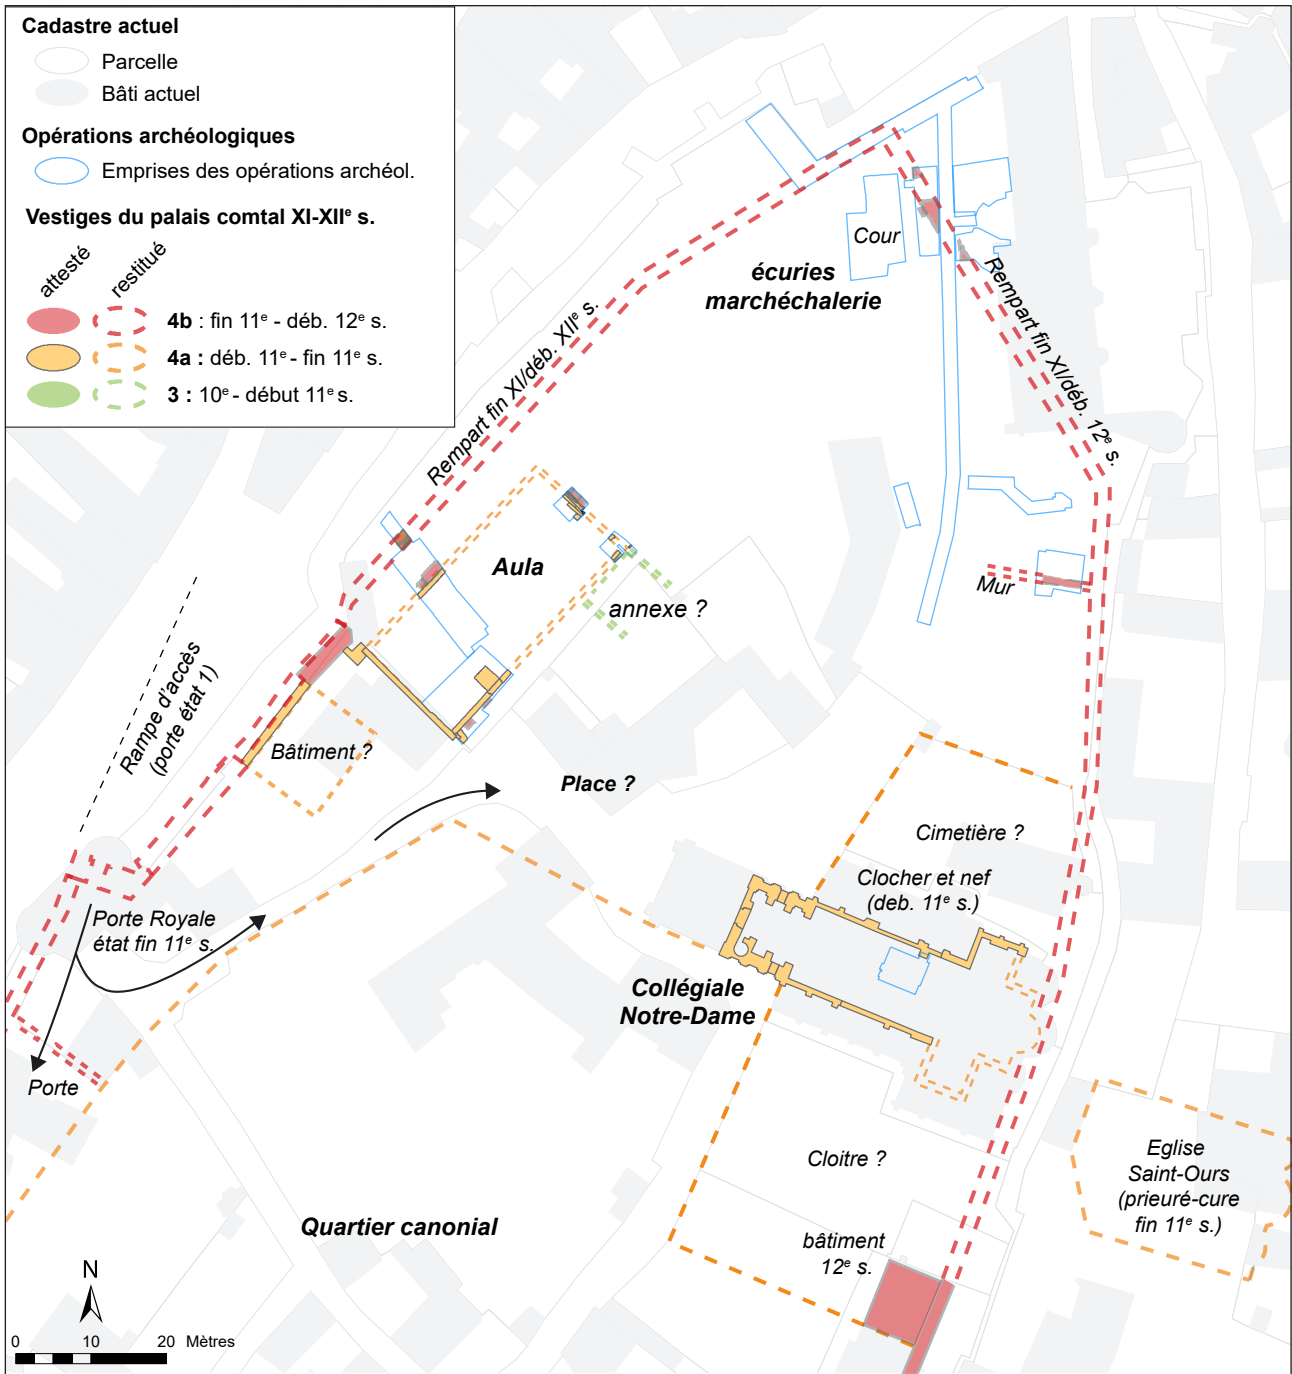 Cadastre actuel
Parcelle
Bâti actuel
Opérations archéologiques
Emprises des opérations archéol.
Vestiges du palais comtal XI-XIIᵉ s.
attesté
restitué
4b : fin 11ᵉ - déb. 12ᵉ s.
4a : déb. 11ᵉ - fin 11ᵉ s.
3 : 10ᵉ - début 11ᵉ s.
Cour
écuries
marchéchalerie
Rempart fin XI/déb. XIIᵉ s.
Rempart fin XI/déb. 12ᵉ s.
Aula
annexe ?
Mur
Rampe d'accès
(porte état 1)
Bâtiment ?
Place ?
Cimetière ?
Clocher et nef
(deb. 11ᵉ s.)
Porte Royale
état fin 11ᵉ s.
Collégiale
Notre-Dame
Porte
Cloitre ?
Eglise
Saint-Ours
(prieuré-cure
fin 11ᵉ s.)
Quartier canonial
bâtiment
12ᵉ s.
N
0 10 20 Mètres